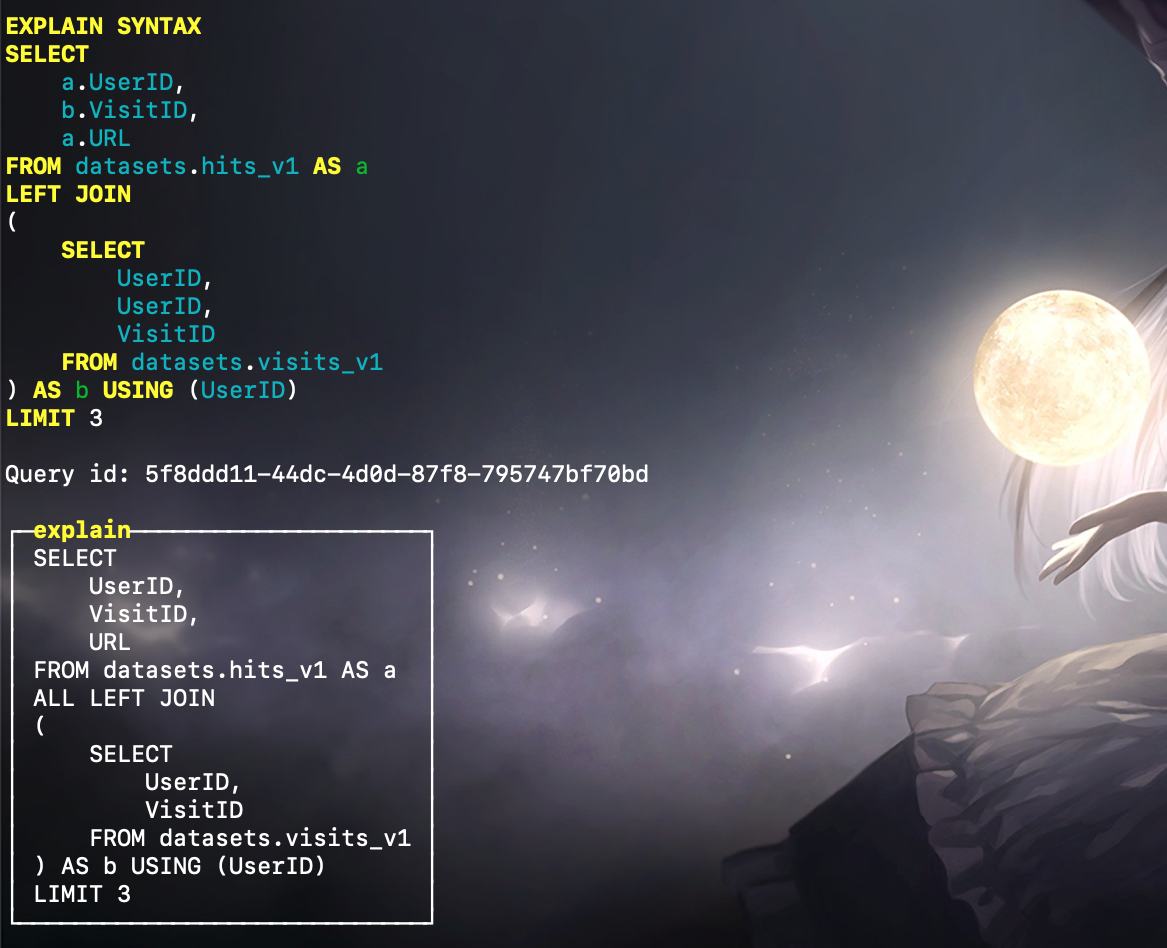 EXPLAIN SYNTAX
SELECT
    a.UserID,
    b.VisitID,
    a.URL
FROM datasets.hits_v1 AS a
LEFT JOIN
(
    SELECT
        UserID,
        UserID,
        VisitID
    FROM datasets.visits_v1
) AS b USING (UserID)
LIMIT 3

Query id: 5f8ddd11-44dc-4d0d-87f8-795747bf70bd

explain
SELECT
    UserID,
    VisitID,
    URL
FROM datasets.hits_v1 AS a
ALL LEFT JOIN
(
    SELECT
        UserID,
        VisitID
    FROM datasets.visits_v1
) AS b USING (UserID)
LIMIT 3